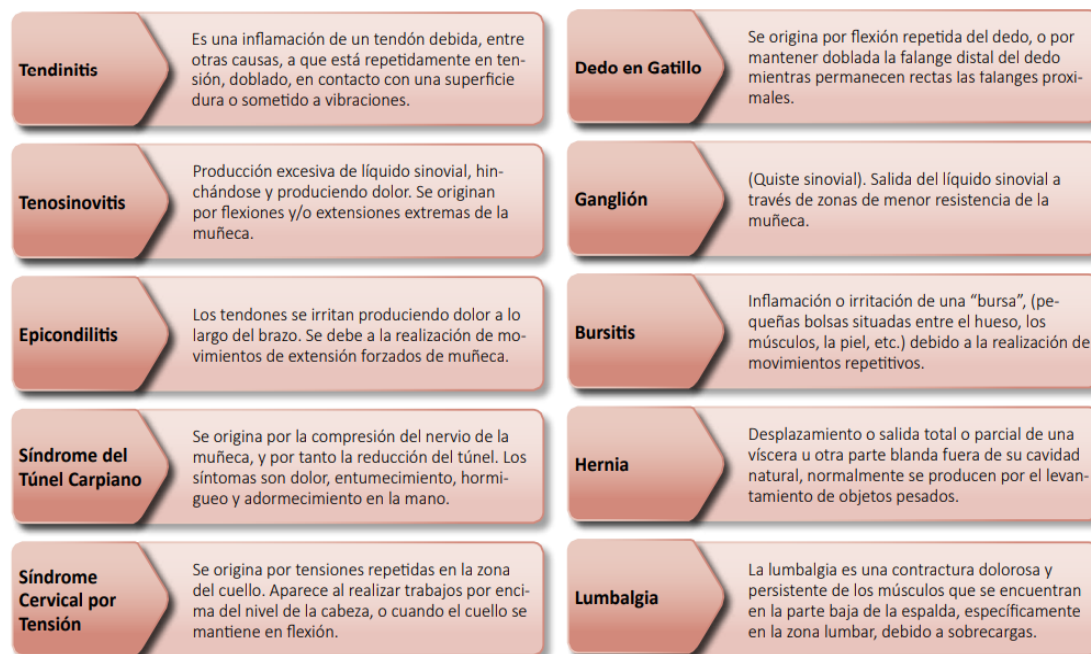 Tendinitis
Es una inflamación de un tendón debida, entre
otras causas, a que está repetidamente en ten-
sión, doblado, en contacto con una superficie
dura o sometido a vibraciones.
Tenosinovitis
Producción excesiva de líquido sinovial, hin-
chándose y produciendo dolor. Se originan
por flexiones y/o extensiones extremas de la
muñeca.
Epicondilitis
Los tendones se irritan produciendo dolor a lo
largo del brazo. Se debe a la realización de mo-
vimientos de extensión forzados de muñeca.
Síndrome del
Túnel Carpiano
Se origina por la compresión del nervio de la
muñeca, y por tanto la reducción del túnel. Los
síntomas son dolor, entumecimiento, hormi-
gueo y adormecimiento en la mano.
Síndrome
Cervical por
Tensión
Se origina por tensiones repetidas en la zona
del cuello. Aparece al realizar trabajos por enci-
ma del nivel de la cabeza, o cuando el cuello se
mantiene en flexión.
Dedo en Gatillo
Se origina por flexión repetida del dedo, o por
mantener doblada la falange distal del dedo
mientras permanecen rectas las falanges proxi-
males.
Ganglión
(Quiste sinovial). Salida del líquido sinovial a
través de zonas de menor resistencia de la
muñeca.
Bursitis
Inflamación o irritación de una “bursa”, (pe-
queñas bolsas situadas entre el hueso, los
músculos, la piel, etc.) debido a la realización de
movimientos repetitivos.
Hernia
Desplazamiento o salida total o parcial de una
víscera u otra parte blanda fuera de su cavidad
natural, normalmente se producen por el levan-
tamiento de objetos pesados.
Lumbalgia
La lumbalgia es una contractura dolorosa y
persistente de los músculos que se encuentran
en la parte baja de la espalda, específicamente
en la zona lumbar, debido a sobrecargas.